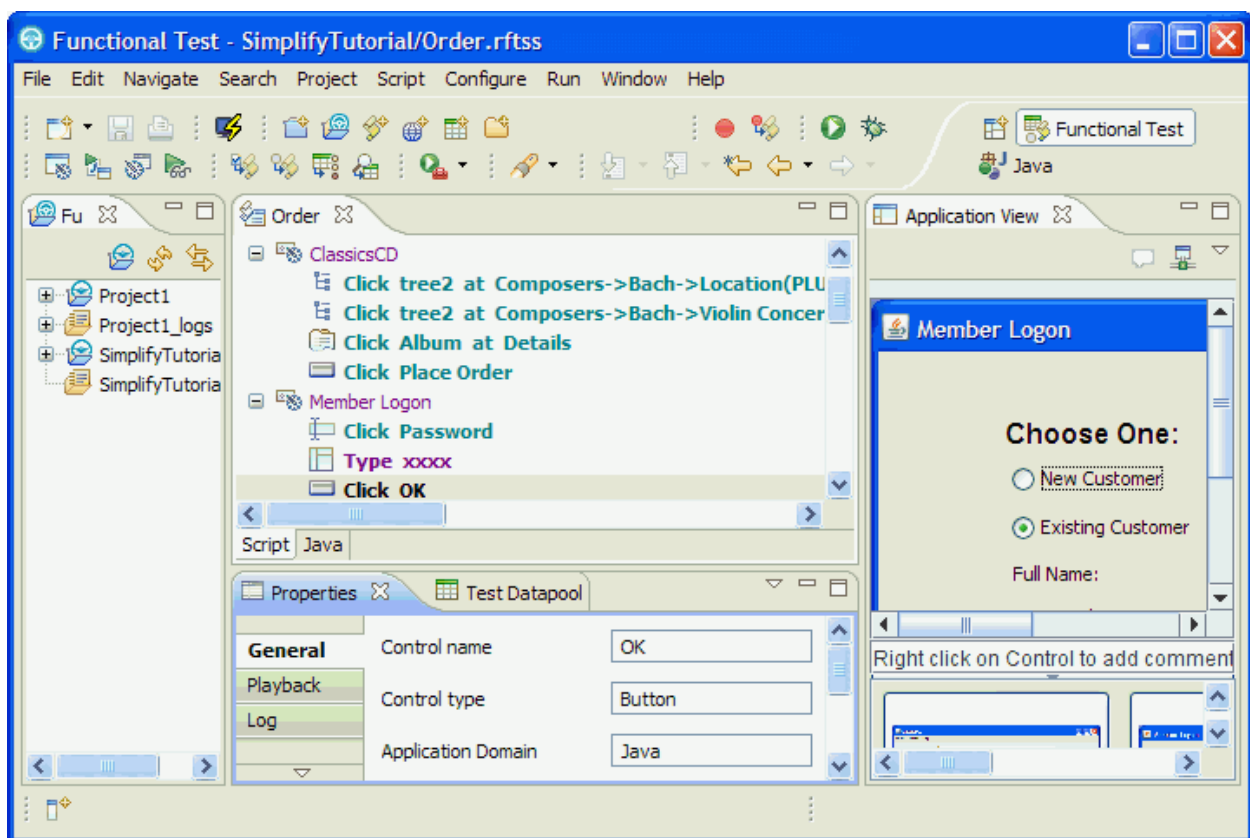 Functional Test - SimplifyTutorial/Order.rftss
File Edit Navigate Search Project Script Configure Run Window Help
Functional Test
Java
Fu
Project1
Project1_logs
SimplifyTutoria
SimplifyTutoria
Order
ClassicsCD
Click tree2 at Composers->Bach->Location(PLU
Click tree2 at Composers->Bach->Violin Concer
Click Album at Details
Click Place Order
Member Logon
Click Password
Type xxxx
Click OK
Script Java
Properties Test Datapool
General
Playback
Log
Control name OK
Control type Button
Application Domain Java
Application View
Member Logon
Choose One:
New Customer
Existing Customer
Full Name:
Right click on Control to add comment